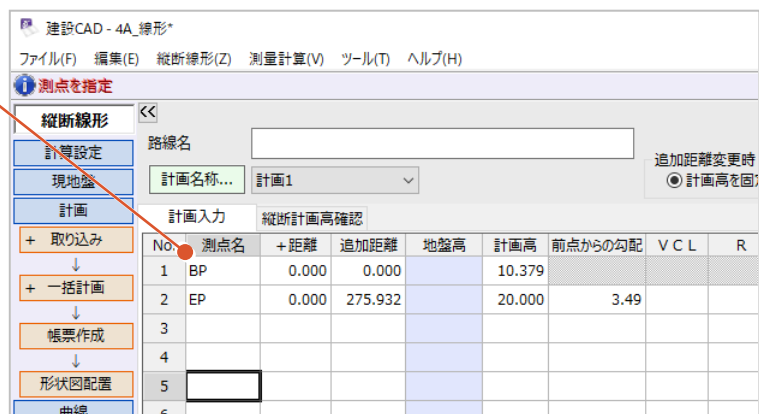 建設CAD - 4A_線形*
ファイル(F) 編集(E) 縦断線形(Z) 測量計算(V) ツール(T) ヘルプ(H)
測点を指定
縦断線形
計算設定
現地盤
計画
+ 取り込み
↓
+ 一括計画
↓
帳票作成
↓
形状図配置
曲線
<<
路線名
追加距離変更時
計画名称... 計画1
計画高を固定
計画入力 縦断計画高確認
No. 測点名 +距離 追加距離 地盤高 計画高 前点からの勾配 VCL R
1 BP 0.000 0.000 10.379
2 EP 0.000 275.932 20.000 3.49
3
4
5
6